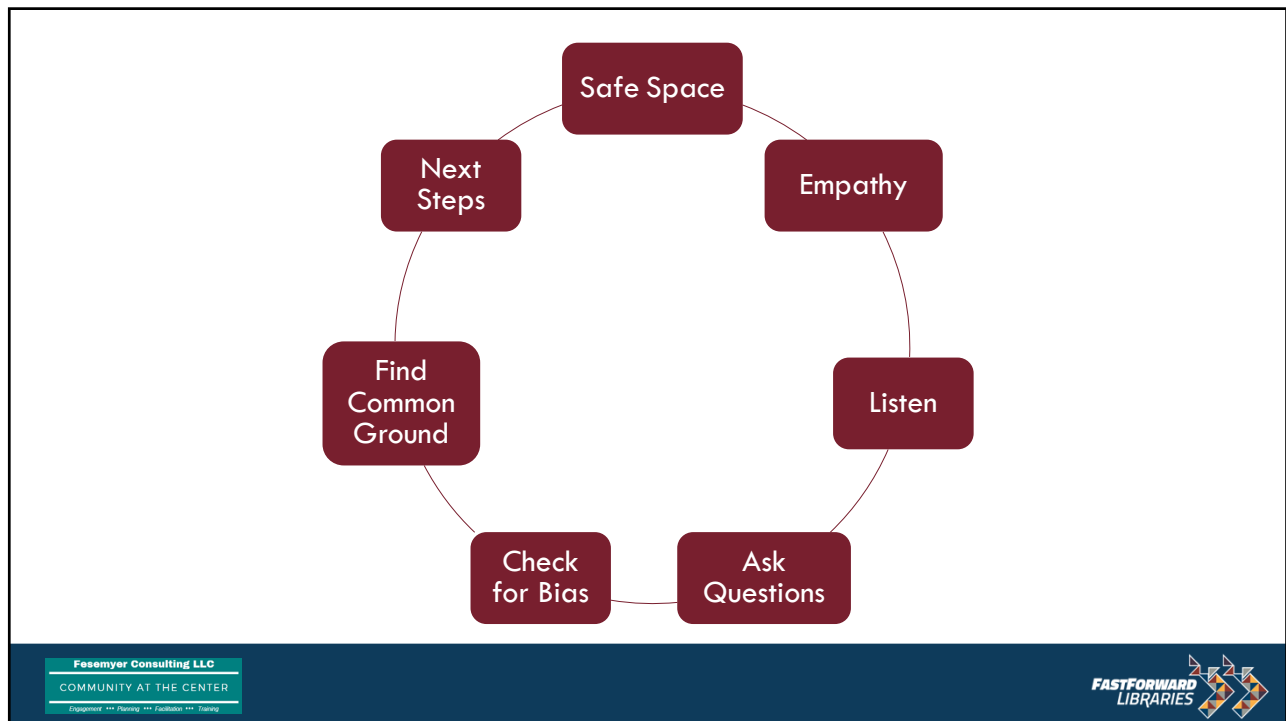 Safe Space
Empathy
Listen
Ask
Questions
Check
for Bias
Find
Common
Ground
Next
Steps
Fesemyer Consulting LLC
COMMUNITY AT THE CENTER
Engagement *** Planning *** Facilitation *** Training
FASTFORWARD
LIBRARIES